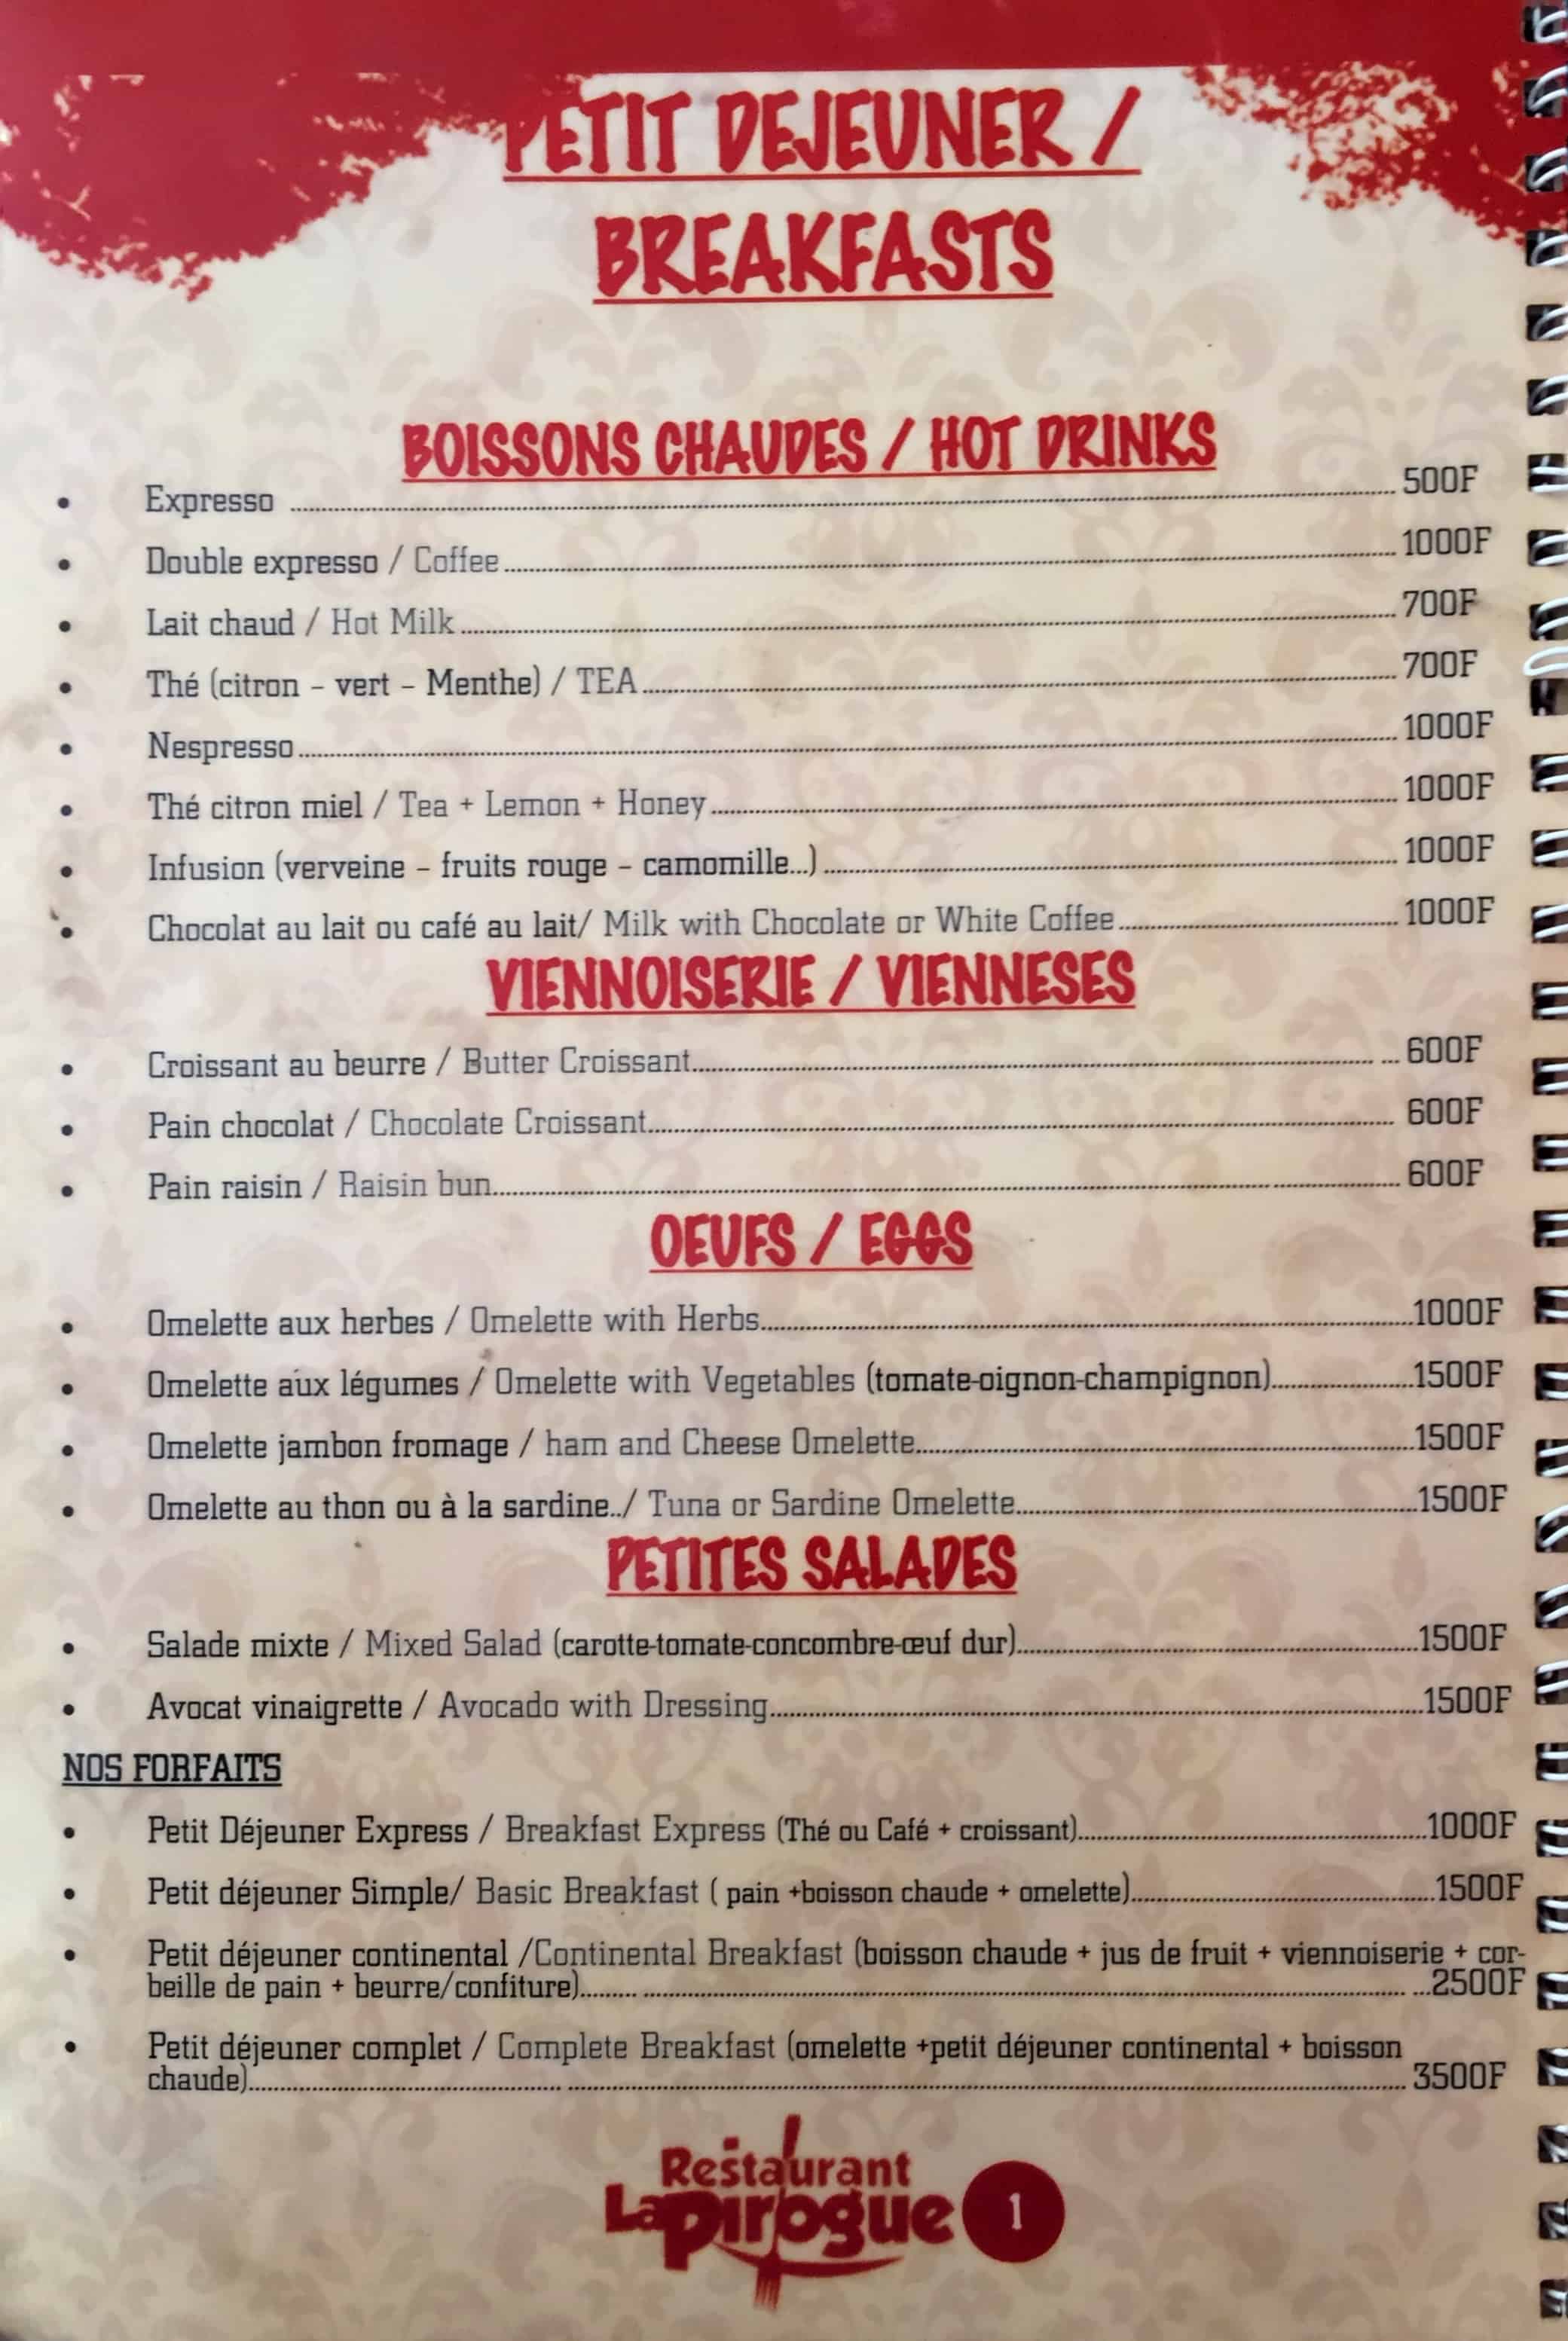 PETIT DEJEUNER /
BREAKFASTS
BOISSONS CHAUDES / HOT DRINKS
• Expresso ........ 500F
• Double expresso / Coffee ........ 1000F
• Lait chaud / Hot Milk ........ 700F
• Thé (citron - vert - Menthe) / TEA ........ 700F
• Nespresso ........ 1000F
• Thé citron miel / Tea + Lemon + Honey ........ 1000F
• Infusion (verveine - fruits rouge - camomille...) ........ 1000F
• Chocolat au lait ou café au lait/ Milk with Chocolate or White Coffee ........ 1000F
VIENNOISERIE / VIENNESES
• Croissant au beurre / Butter Croissant ........ 600F
• Pain chocolat / Chocolate Croissant ........ 600F
• Pain raisin / Raisin bun ........ 600F
OEUFS / EGGS
• Omelette aux herbes / Omelette with Herbs ........ 1000F
• Omelette aux légumes / Omelette with Vegetables (tomate-oignon-champignon) ........ 1500F
• Omelette jambon fromage / ham and Cheese Omelette ........ 1500F
• Omelette au thon ou à la sardine../ Tuna or Sardine Omelette ........ 1500F
PETITES SALADES
• Salade mixte / Mixed Salad (carotte-tomate-concombre-œuf dur) ........ 1500F
• Avocat vinaigrette / Avocado with Dressing ........ 1500F
NOS FORFAITS
• Petit Déjeuner Express / Breakfast Express (Thé ou Café + croissant) ........ 1000F
• Petit déjeuner Simple/ Basic Breakfast ( pain +boisson chaude + omelette) ........ 1500F
• Petit déjeuner continental /Continental Breakfast (boisson chaude + jus de fruit + viennoiserie + cor-
beille de pain + beurre/confiture) ........ 2500F
• Petit déjeuner complet / Complete Breakfast (omelette +petit déjeuner continental + boisson
chaude) ........ 3500F
Restaurant
La pirogue 1